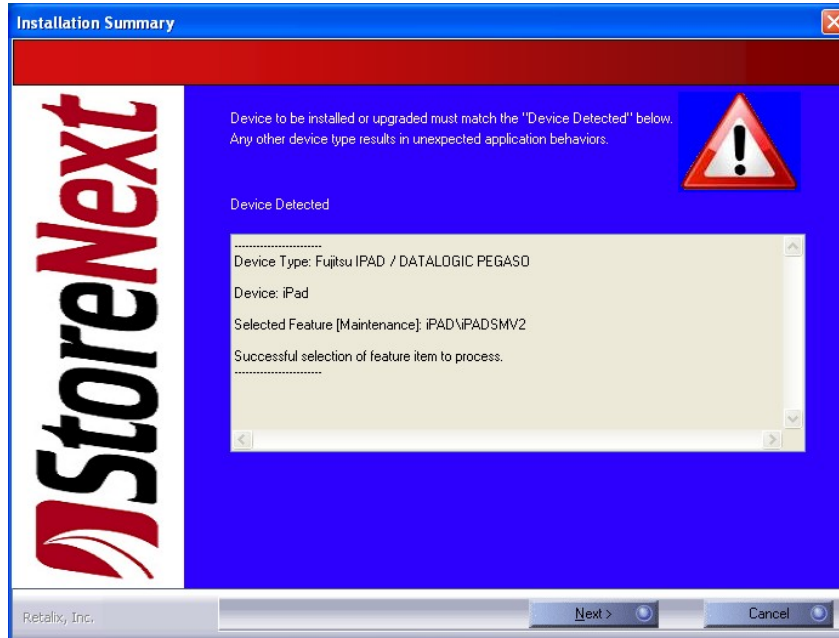 Installation Summary
StoreNext
Device to be installed or upgraded must match the "Device Detected" below.
Any other device type results in unexpected application behaviors.
Device Detected
------------------------
Device Type: Fujitsu IPAD / DATALOGIC PEGASO
Device: iPad
Selected Feature [Maintenance]: iPAD\iPADSMV2
Successful selection of feature item to process.
------------------------
Retalix, Inc.
Next >
Cancel